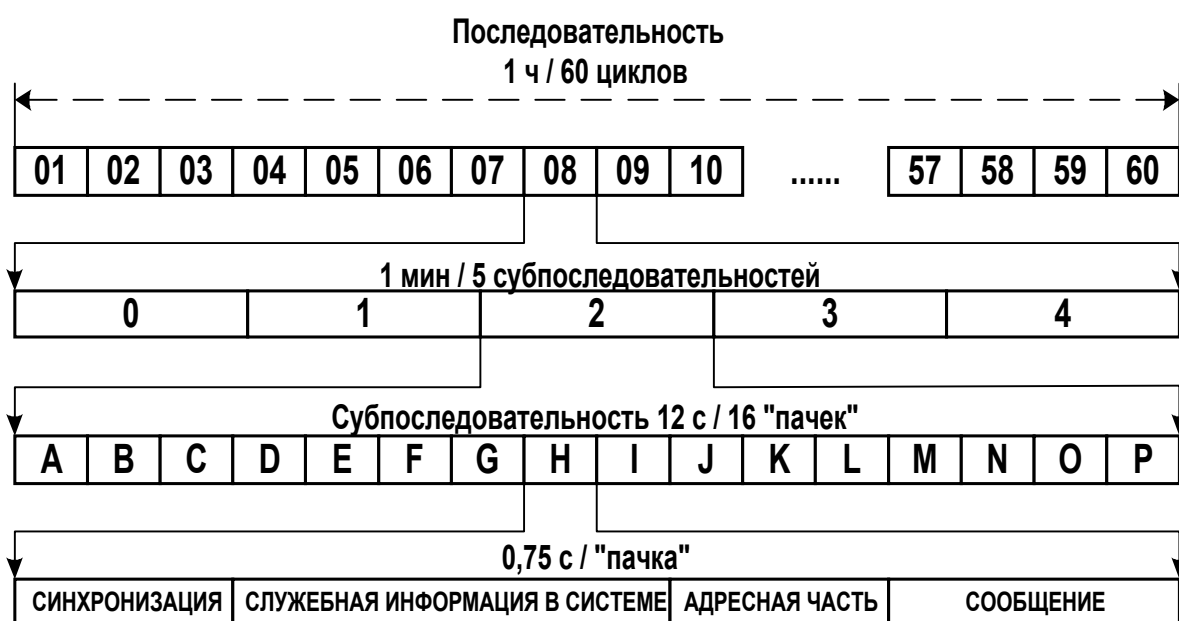 Последовательность
1 ч / 60 циклов
01 02 03 04 05 06 07 08 09 10 ...... 57 58 59 60
1 мин / 5 субпоследовательностей
0 1 2 3 4
Субпоследовательность 12 с / 16 "пачек"
A B C D E F G H I J K L M N O P
0,75 с / "пачка"
СИНХРОНИЗАЦИЯ СЛУЖЕБНАЯ ИНФОРМАЦИЯ В СИСТЕМЕ АДРЕСНАЯ ЧАСТЬ СООБЩЕНИЕ